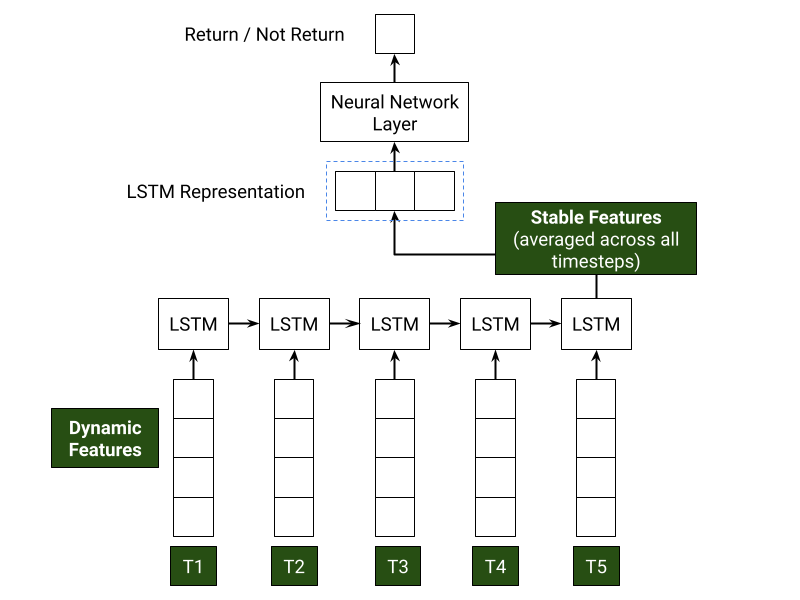 Return / Not Return
Neural Network
Layer
LSTM Representation
Stable Features
(averaged across all
timesteps)
LSTM
LSTM
LSTM
LSTM
LSTM
Dynamic
Features
T1
T2
T3
T4
T5